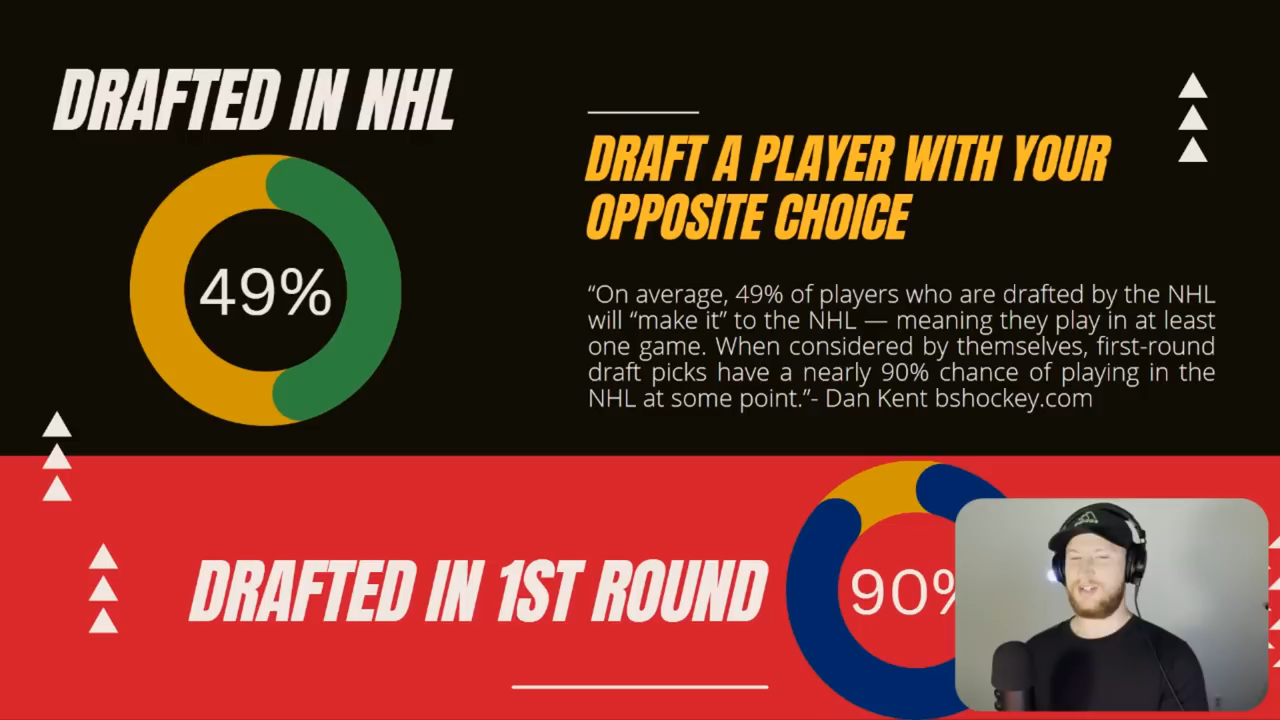 DRAFTED IN NHL
49%
DRAFT A PLAYER WITH YOUR
OPPOSITE CHOICE
“On average, 49% of players who are drafted by the NHL
will “make it” to the NHL — meaning they play in at least
one game. When considered by themselves, first-round
draft picks have a nearly 90% chance of playing in the
NHL at some point.”- Dan Kent bshockey.com
DRAFTED IN 1ST ROUND
90%